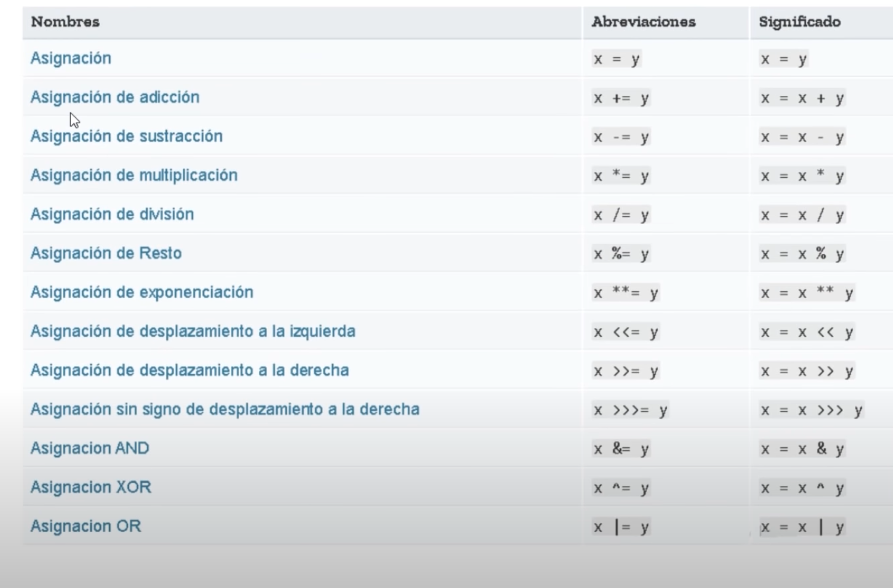 Nombres Abreviaciones Significado
Asignación x = y x = y
Asignación de adicción x += y x = x + y
Asignación de sustracción x -= y x = x - y
Asignación de multiplicación x *= y x = x * y
Asignación de división x /= y x = x / y
Asignación de Resto x %= y x = x % y
Asignación de exponenciación x **= y x = x ** y
Asignación de desplazamiento a la izquierda x <<= y x = x << y
Asignación de desplazamiento a la derecha x >>= y x = x >> y
Asignación sin signo de desplazamiento a la derecha x >>>= y x = x >>> y
Asignacion AND x &= y x = x & y
Asignacion XOR x ^= y x = x ^ y
Asignacion OR x |= y x = x | y